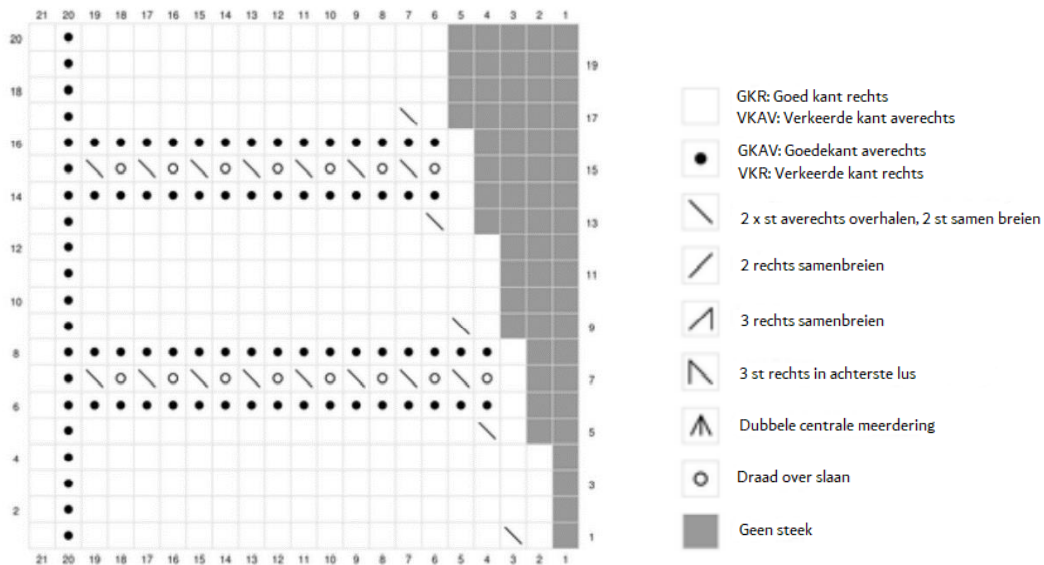 21 20 19 18 17 16 15 14 13 12 11 10 9 8 7 6 5 4 3 2 1
20
19
18
17
16
15
14
13
12
11
10
9
8
7
6
5
4
3
2
1
21 20 19 18 17 16 15 14 13 12 11 10 9 8 7 6 5 4 3 2 1
GKR: Goed kant rechts
VKAV: Verkeerde kant averechts
GKAV: Goedekant averechts
VKR: Verkeerde kant rechts
2 x st averechts overhalen, 2 st samen breien
2 rechts samenbreien
3 rechts samenbreien
3 st rechts in achterste lus
Dubbele centrale meerdering
Draad over slaan
Geen steek